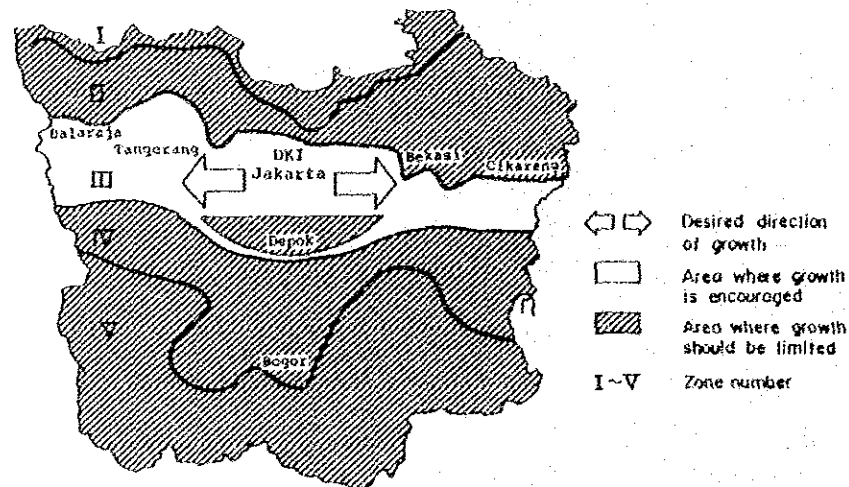 I
II
Balaraja
Tangerang
DKI
Jakarta
Bekasi
Cikarang
III
Depok
IV
V
Bogor
Desired direction
of growth
Area where growth
is encouraged
Area where growth
should be limited
I ~ V Zone number